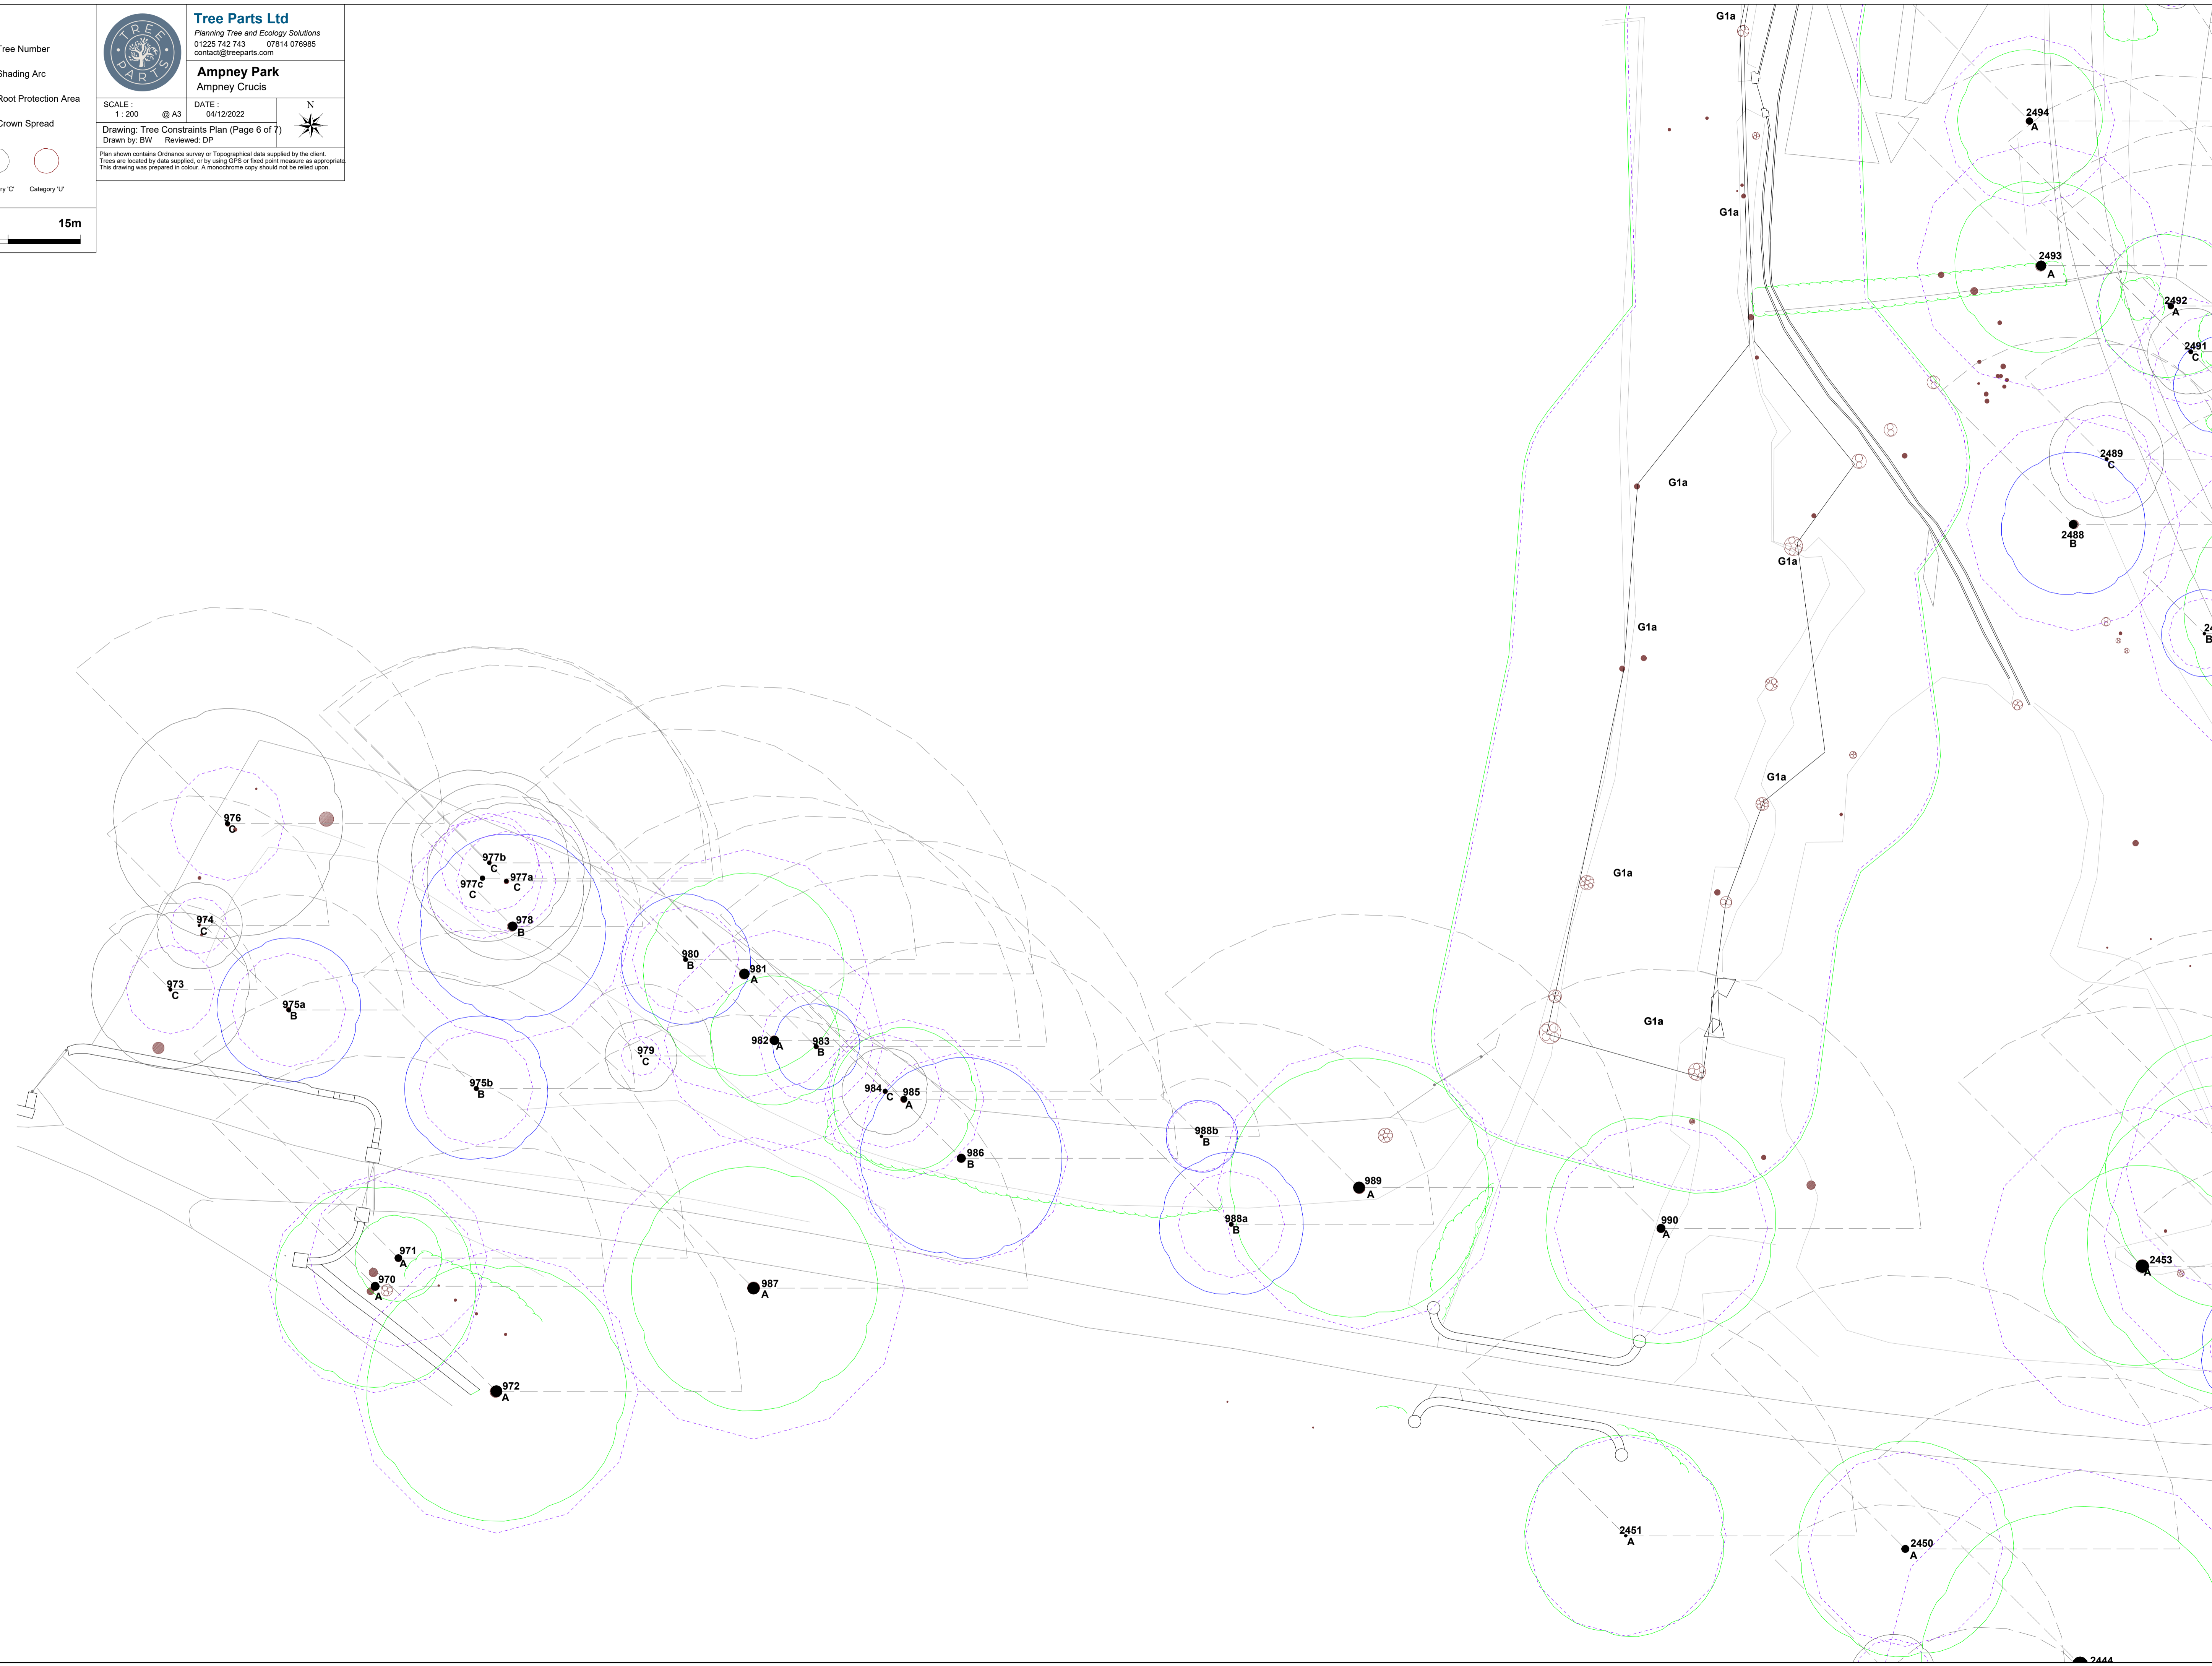 Tree Number
Shading Arc
Root Protection Area
Crown Spread
ry 'C' Category 'U'
15m
TREE PARTS
Tree Parts Ltd
Planning Tree and Ecology Solutions
01225 742 743 07814 076985
contact@treeparts.com
Ampney Park
Ampney Crucis
SCALE :
1 : 200 @ A3
DATE :
04/12/2022
N
Drawing: Tree Constraints Plan (Page 6 of 7)
Drawn by: BW Reviewed: DP
Plan shown contains Ordnance survey or Topographical data supplied by the client.
Trees are located by data supplied, or by using GPS or fixed point measure as appropriate.
This drawing was prepared in colour. A monochrome copy should not be relied upon.
G1a
2494
A
G1a
2493
A
2492
A
2491
C
2489
C
G1a
2488
B
G1a
G1a
B
G1a
976
C
977b
C
977c
C
977a
C
G1a
974
C
978
B
980
B
981
A
973
C
975a
B
G1a
982
A
983
B
979
C
975b
B
984
C
985
A
988b
B
986
B
989
A
988a
B
990
A
971
A
970
A
987
A
2453
A
972
A
2451
A
2450
A
2444